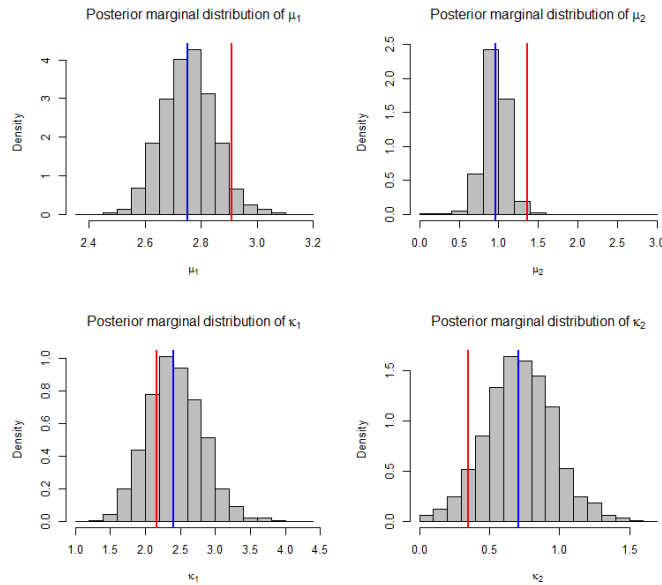 Posterior marginal distribution of μ₁
Density
0
1
2
3
4
2.4 2.6 2.8 3.0 3.2
μ₁
Posterior marginal distribution of μ₂
Density
0.0
0.5
1.0
1.5
2.0
2.5
0.0 0.5 1.0 1.5 2.0 2.5 3.0
μ₂
Posterior marginal distribution of κ₁
Density
0.0
0.2
0.4
0.6
0.8
1.0
1.0 1.5 2.0 2.5 3.0 3.5 4.0 4.5
κ₁
Posterior marginal distribution of κ₂
Density
0.0
0.5
1.0
1.5
0.0 0.5 1.0 1.5
κ₂